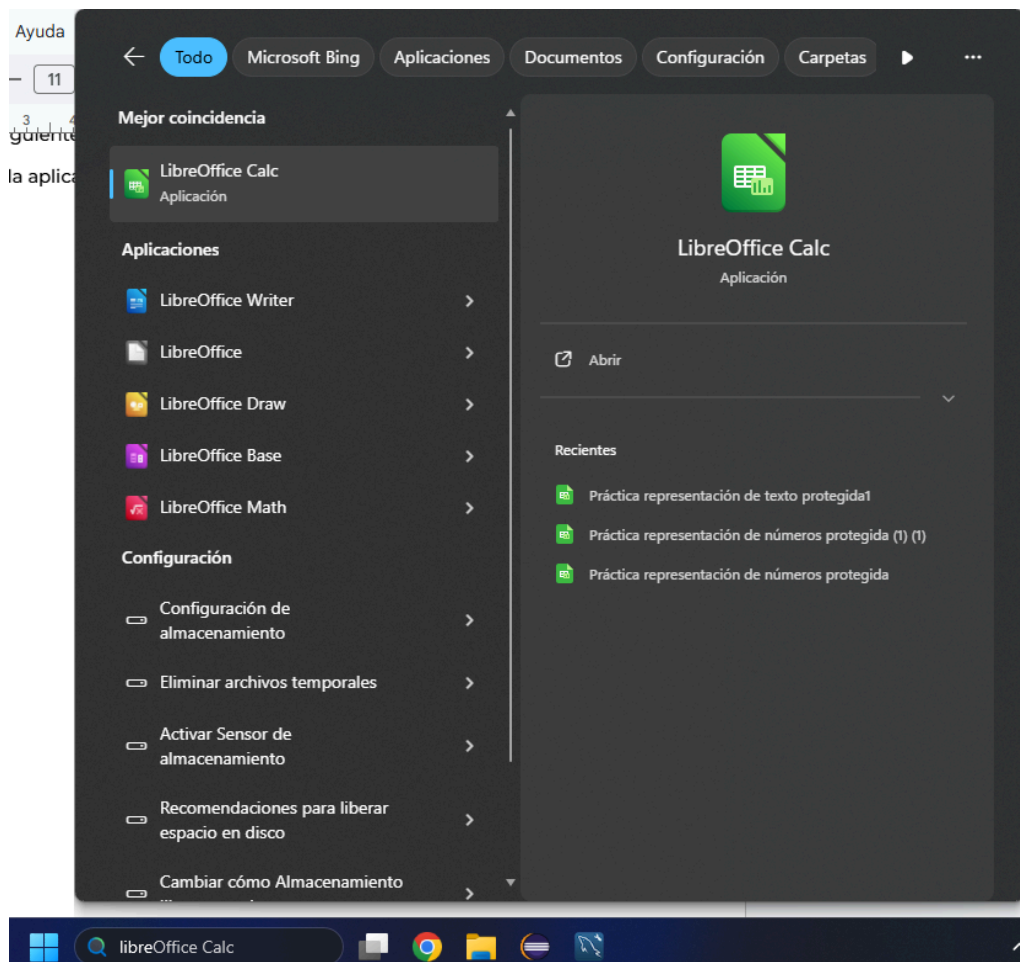 Ayuda
11
3
4
guiente
la aplica
Todo
Microsoft Bing
Aplicaciones
Documentos
Configuración
Carpetas
Mejor coincidencia
LibreOffice Calc
Aplicación
Aplicaciones
LibreOffice Writer
LibreOffice
LibreOffice Draw
LibreOffice Base
LibreOffice Math
Configuración
Configuración de
almacenamiento
Eliminar archivos temporales
Activar Sensor de
almacenamiento
Recomendaciones para liberar
espacio en disco
Cambiar cómo Almacenamiento
LibreOffice Calc
Aplicación
Abrir
Recientes
Práctica representación de texto protegida1
Práctica representación de números protegida (1) (1)
Práctica representación de números protegida
libreOffice Calc